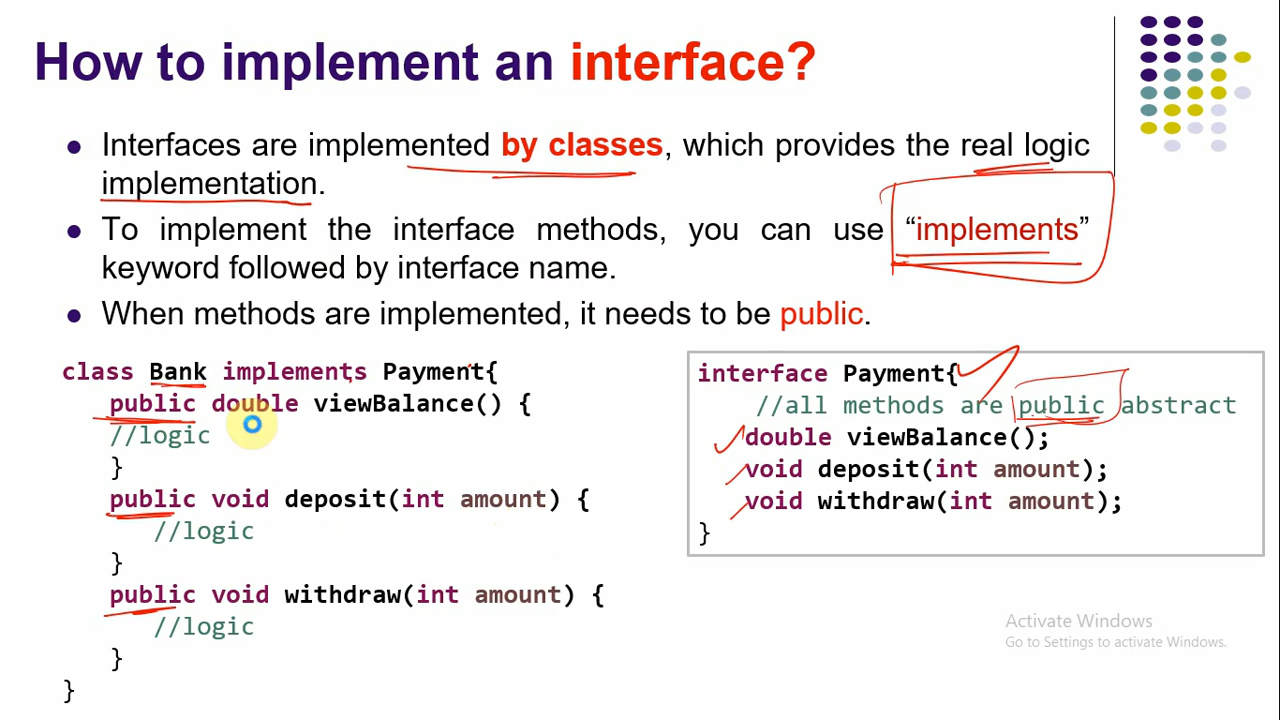 How to implement an interface?
Interfaces are implemented by classes, which provides the real logic
implementation.
To implement the interface methods, you can use “implements”
keyword followed by interface name.
When methods are implemented, it needs to be public.
class Bank implements Payment{
public double viewBalance() {
//logic
}
public void deposit(int amount) {
//logic
}
public void withdraw(int amount) {
//logic
}
}
interface Payment{
//all methods are public abstract
double viewBalance();
void deposit(int amount);
void withdraw(int amount);
}
Activate Windows
Go to Settings to activate Windows.